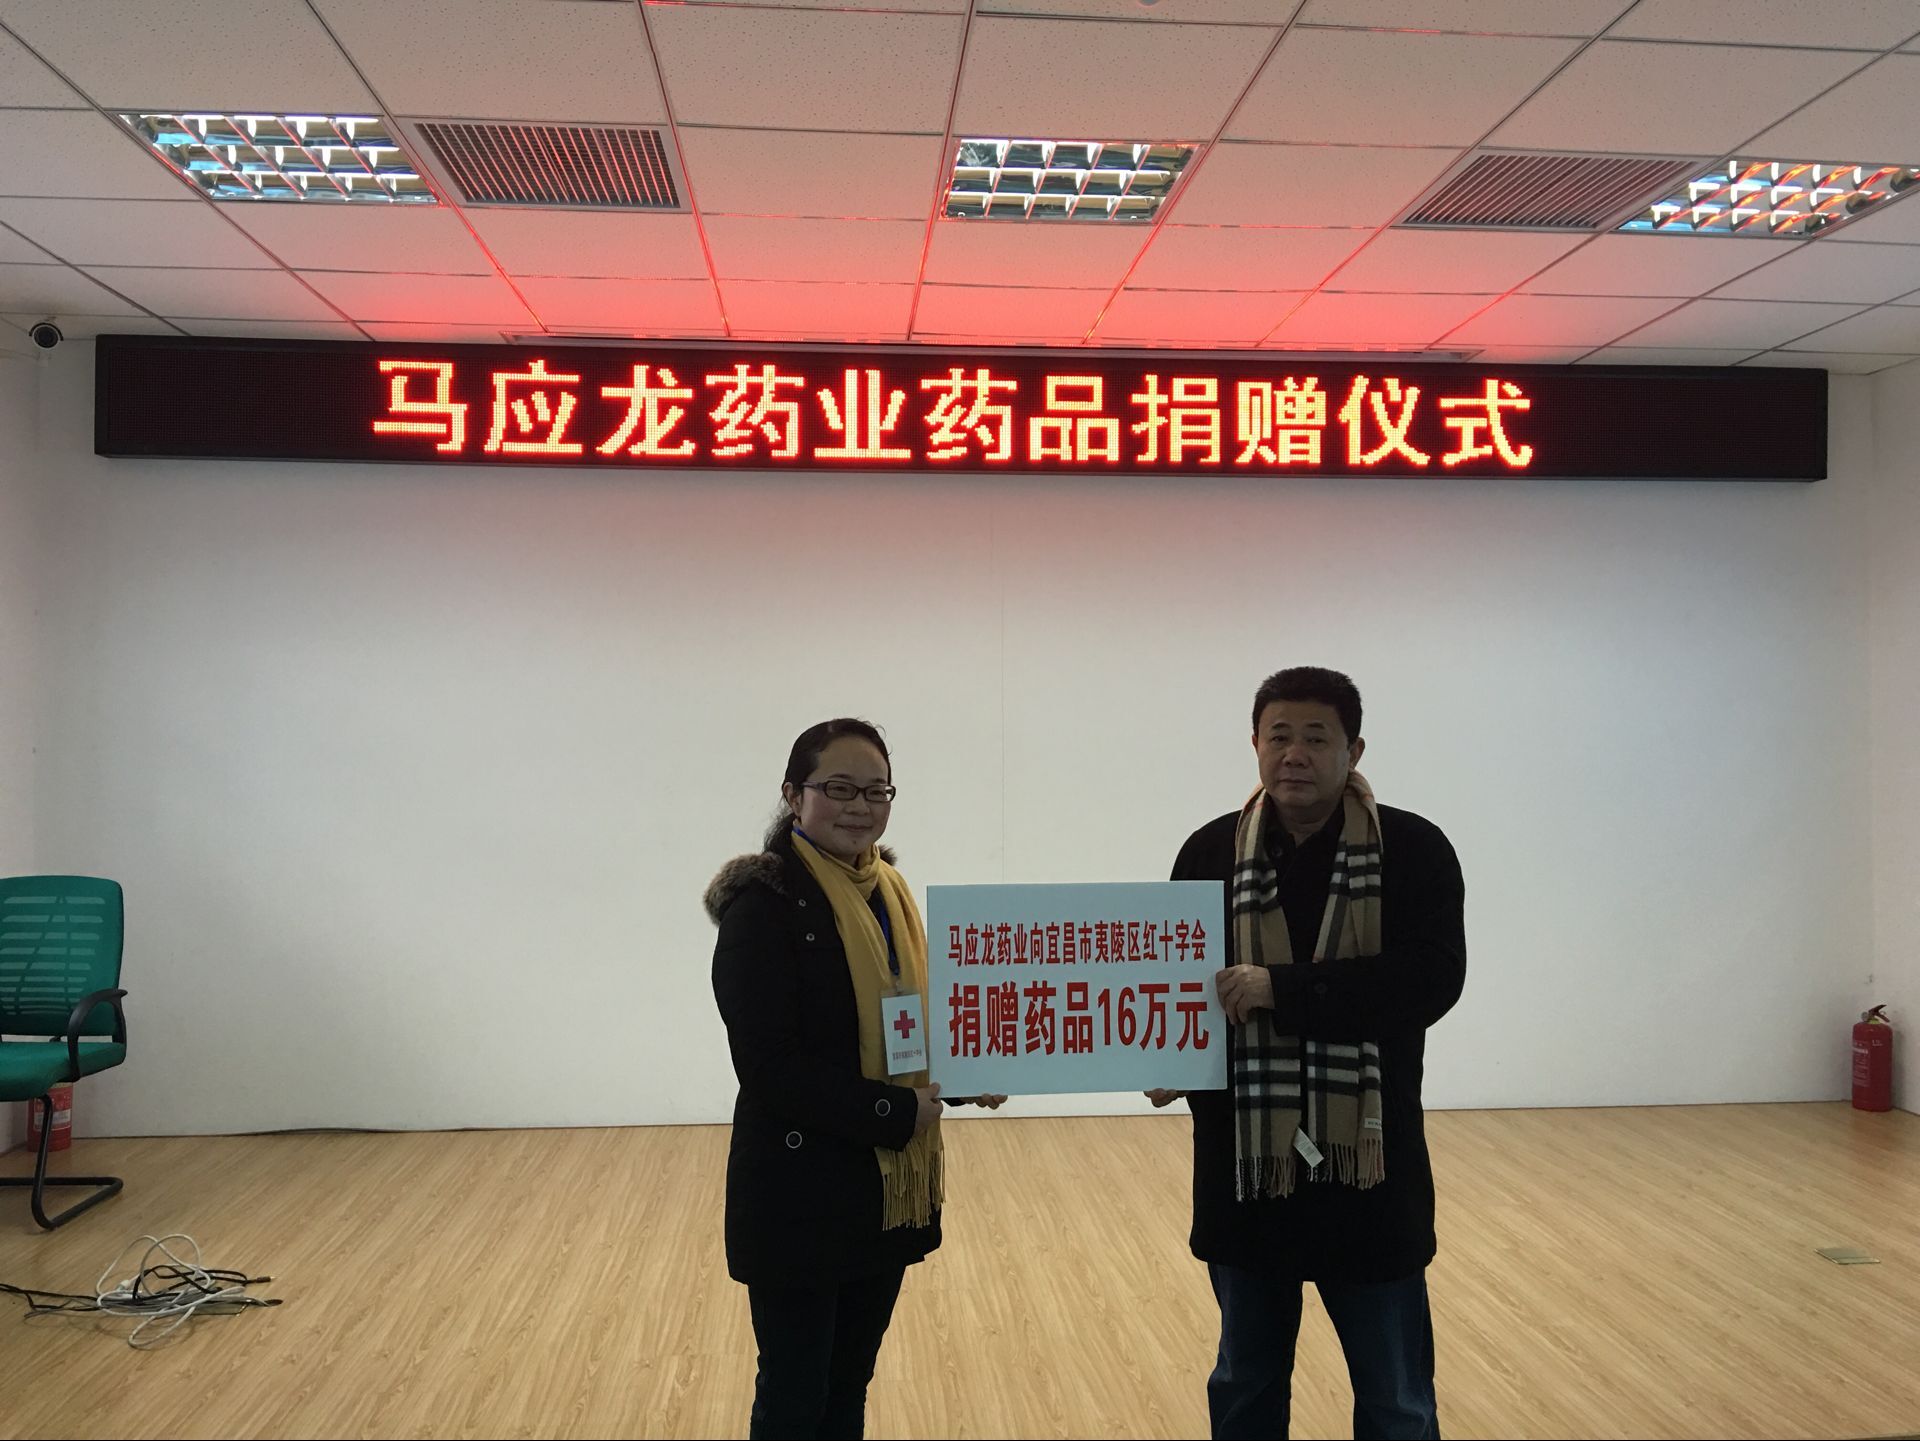 马应龙药业药品捐赠仪式
马应龙药业向宜昌市夷陵区红十字会
捐赠药品16万元